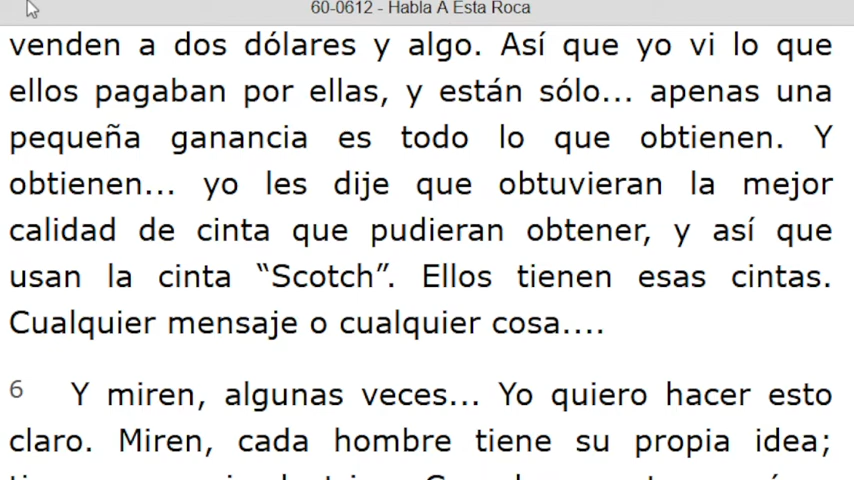 60-0612 - Habla A Esta Roca
venden a dos dólares y algo. Así que yo vi lo que
ellos pagaban por ellas, y están sólo... apenas una
pequeña ganancia es todo lo que obtienen. Y
obtienen... yo les dije que obtuvieran la mejor
calidad de cinta que pudieran obtener, y así que
usan la cinta “Scotch”. Ellos tienen esas cintas.
Cualquier mensaje o cualquier cosa....
6 Y miren, algunas veces... Yo quiero hacer esto
claro. Miren, cada hombre tiene su propia idea;